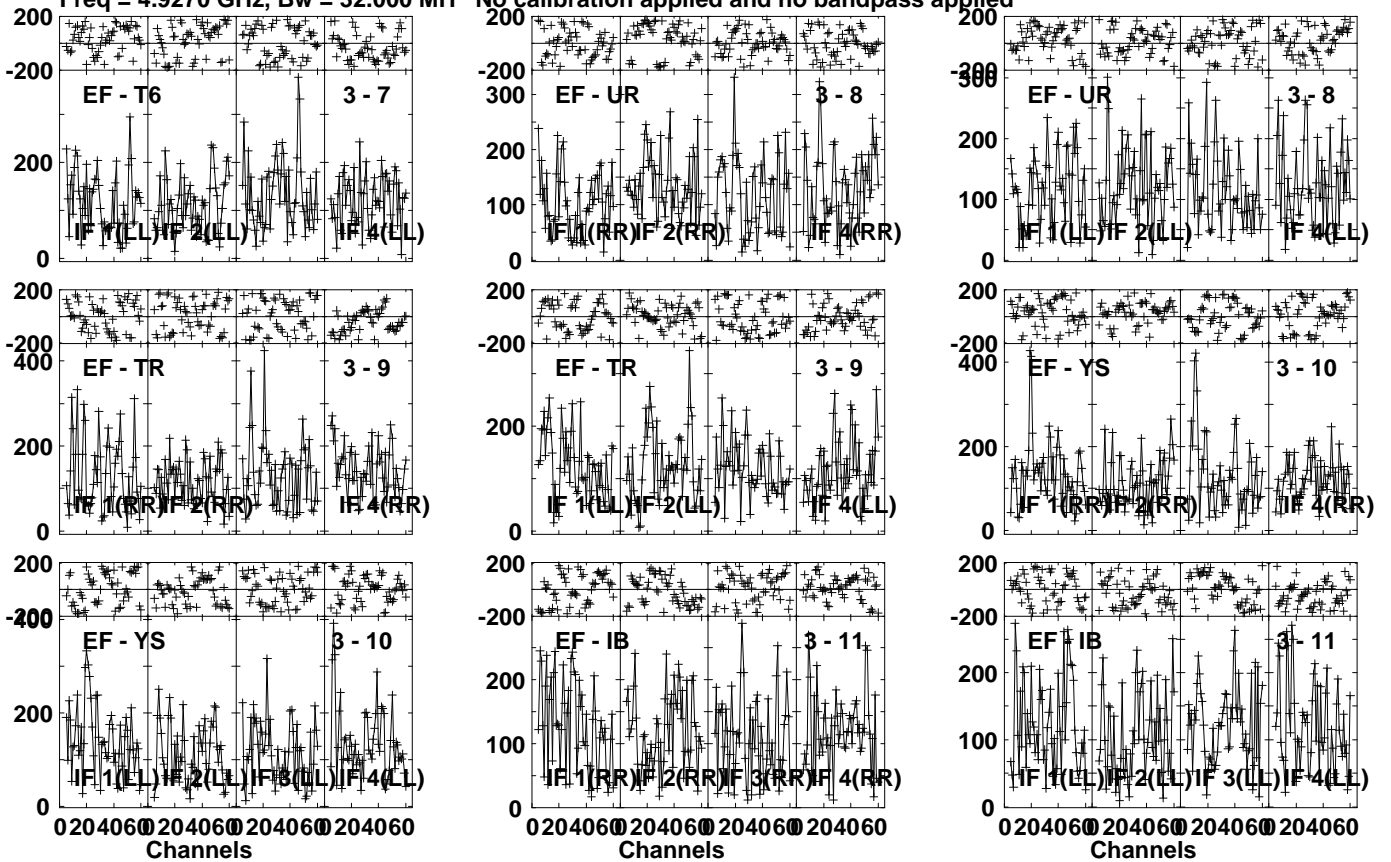 Freq = 4.9270 GHz, Bw = 32.000 MH No calibration applied and no bandpass applied
200
-200
EF - T6 3 - 7
200
0
IF 1(LL) IF 2(LL) IF 4(LL)
200
-200
EF - UR 3 - 8
300
200
100
0
IF 1(RR) IF 2(RR) IF 4(RR)
200
-200
300
EF - UR 3 - 8
200
100
0
IF 1(LL) IF 2(LL) IF 4(LL)
200
-200
400
EF - TR 3 - 9
200
0
IF 1(RR) IF 2(RR) IF 4(RR)
200
-200
EF - TR 3 - 9
200
0
IF 1(LL) IF 2(LL) IF 4(LL)
200
-200
400
EF - YS 3 - 10
200
0
IF 1(RR) IF 2(RR) IF 4(RR)
200
-200
400
EF - YS 3 - 10
200
0
IF 1(LL) IF 2(LL) IF 3(LL) IF 4(LL)
0 20 40 60 0 20 40 60 0 20 40 60 0 20 40 60
Channels
200
-200
EF - IB 3 - 11
200
100
0
IF 1(RR) IF 2(RR) IF 3(RR) IF 4(RR)
0 20 40 60 0 20 40 60 0 20 40 60 0 20 40 60
Channels
200
-200
EF - IB 3 - 11
200
100
0
IF 1(LL) IF 2(LL) IF 3(LL) IF 4(LL)
0 20 40 60 0 20 40 60 0 20 40 60 0 20 40 60
Channels